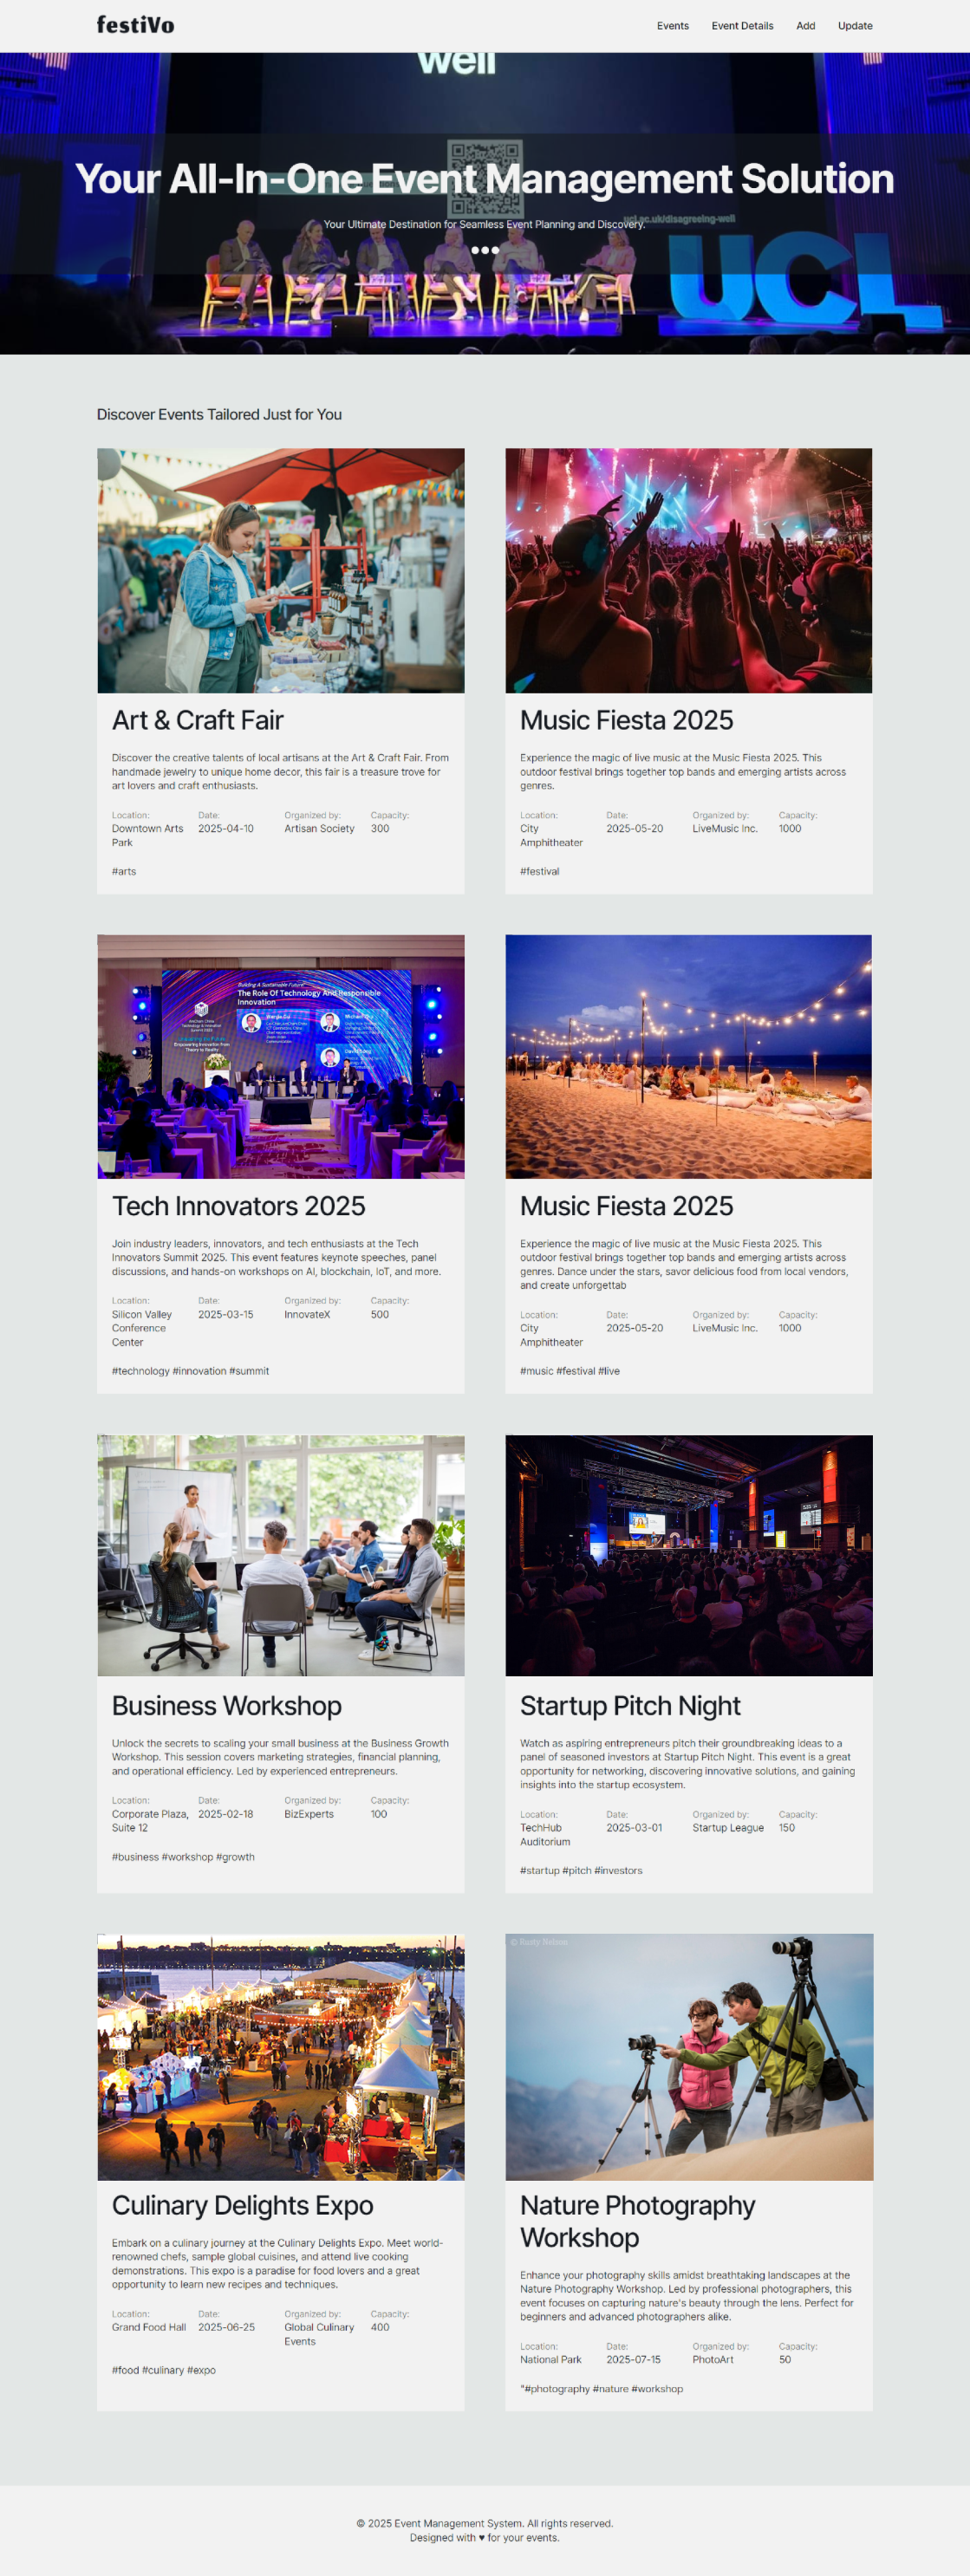 festiVo
Events Event Details Add Update
well
Your All-In-One Event Management Solution
ucl.ac.uk/disagreeing-well
Your Ultimate Destination for Seamless Event Planning and Discovery.
UCL
Discover Events Tailored Just for You
Art & Craft Fair
Discover the creative talents of local artisans at the Art & Craft Fair. From
handmade jewelry to unique home decor, this fair is a treasure trove for
art lovers and craft enthusiasts.
Location: Date: Organized by: Capacity:
Downtown Arts 2025-04-10 Artisan Society 300
Park
#arts
Music Fiesta 2025
Experience the magic of live music at the Music Fiesta 2025. This
outdoor festival brings together top bands and emerging artists across
genres.
Location: Date: Organized by: Capacity:
City 2025-05-20 LiveMusic Inc. 1000
Amphitheater
#festival
Building A Sustainable Future:
The Role Of Technology And Responsible
Innovation
Empowering Innovation from
Theory to Reality
Tech Innovators 2025
Join industry leaders, innovators, and tech enthusiasts at the Tech
Innovators Summit 2025. This event features keynote speeches, panel
discussions, and hands-on workshops on AI, blockchain, IoT, and more.
Location: Date: Organized by: Capacity:
Silicon Valley 2025-03-15 InnovateX 500
Conference
Center
#technology #innovation #summit
Music Fiesta 2025
Experience the magic of live music at the Music Fiesta 2025. This
outdoor festival brings together top bands and emerging artists across
genres. Dance under the stars, savor delicious food from local vendors,
and create unforgettab
Location: Date: Organized by: Capacity:
City 2025-05-20 LiveMusic Inc. 1000
Amphitheater
#music #festival #live
Business Workshop
Unlock the secrets to scaling your small business at the Business Growth
Workshop. This session covers marketing strategies, financial planning,
and operational efficiency. Led by experienced entrepreneurs.
Location: Date: Organized by: Capacity:
Corporate Plaza, 2025-02-18 BizExperts 100
Suite 12
#business #workshop #growth
Startup Pitch Night
Watch as aspiring entrepreneurs pitch their groundbreaking ideas to a
panel of seasoned investors at Startup Pitch Night. This event is a great
opportunity for networking, discovering innovative solutions, and gaining
insights into the startup ecosystem.
Location: Date: Organized by: Capacity:
TechHub 2025-03-01 Startup League 150
Auditorium
#startup #pitch #investors
Culinary Delights Expo
Embark on a culinary journey at the Culinary Delights Expo. Meet world-
renowned chefs, sample global cuisines, and attend live cooking
demonstrations. This expo is a paradise for food lovers and a great
opportunity to learn new recipes and techniques.
Location: Date: Organized by: Capacity:
Grand Food Hall 2025-06-25 Global Culinary 400
Events
#food #culinary #expo
© Rusty Nelson
Nature Photography
Workshop
Enhance your photography skills amidst breathtaking landscapes at the
Nature Photography Workshop. Led by professional photographers, this
event focuses on capturing nature's beauty through the lens. Perfect for
beginners and advanced photographers alike.
Location: Date: Organized by: Capacity:
National Park 2025-07-15 PhotoArt 50
"#photography #nature #workshop
© 2025 Event Management System. All rights reserved.
Designed with ♥ for your events.